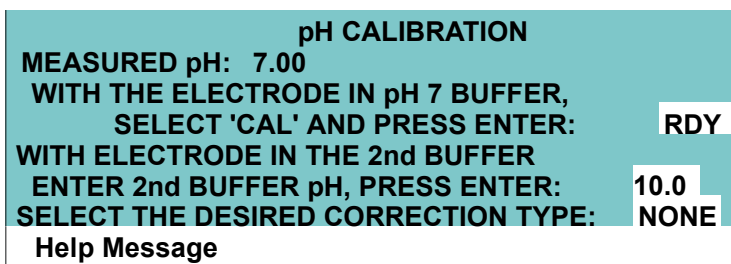 pH CALIBRATION
MEASURED pH: 7.00
WITH THE ELECTRODE IN pH 7 BUFFER,
SELECT 'CAL' AND PRESS ENTER: RDY
WITH ELECTRODE IN THE 2nd BUFFER
ENTER 2nd BUFFER pH, PRESS ENTER: 10.0
SELECT THE DESIRED CORRECTION TYPE: NONE
Help Message